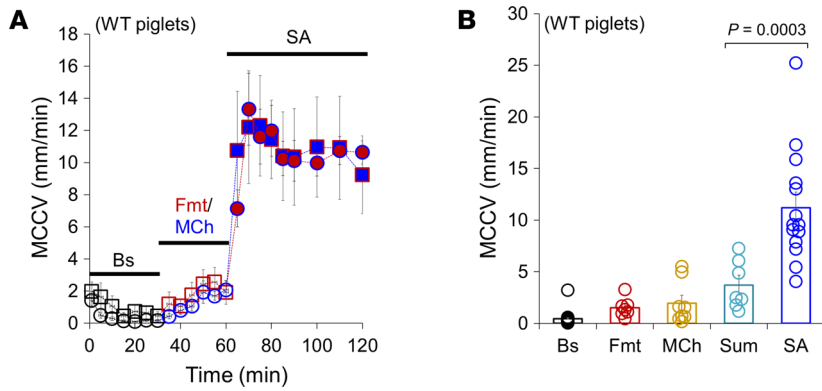 A
(WT piglets)
SA
MCCV (mm/min)
18
16
14
12
10
8
6
4
2
0
Fmt/
MCh
Bs
0 20 40 60 80 100 120
Time (min)
B
(WT piglets)
P = 0.0003
MCCV (mm/min)
30
25
20
15
10
5
0
Bs Fmt MCh Sum SA